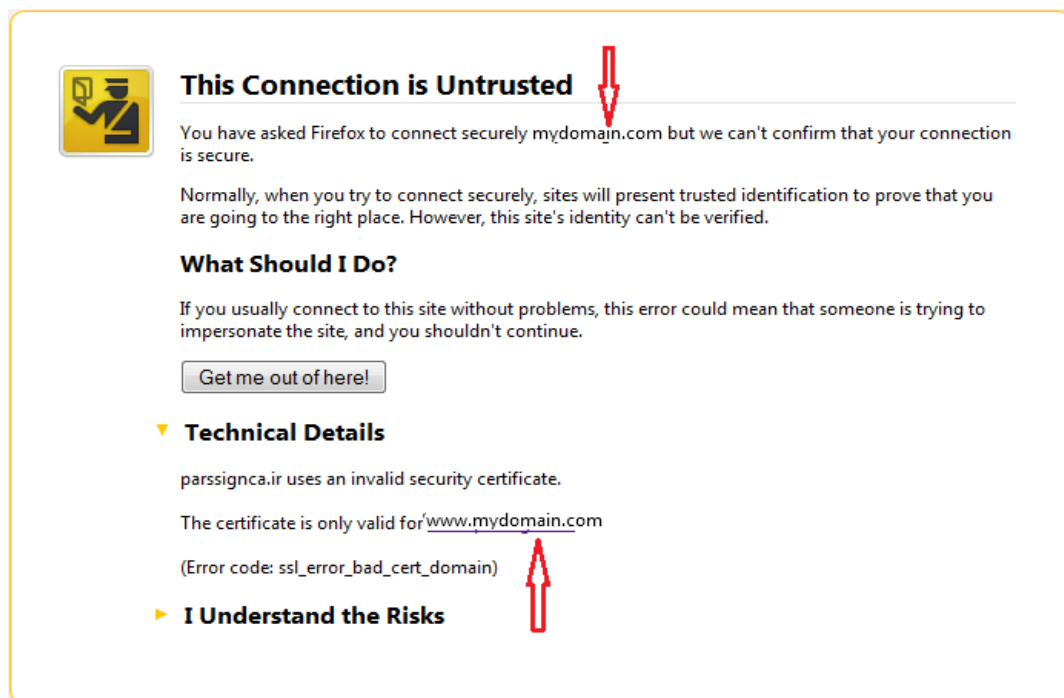 This Connection is Untrusted
You have asked Firefox to connect securely mydomain.com but we can't confirm that your connection
is secure.
Normally, when you try to connect securely, sites will present trusted identification to prove that you
are going to the right place. However, this site's identity can't be verified.
What Should I Do?
If you usually connect to this site without problems, this error could mean that someone is trying to
impersonate the site, and you shouldn't continue.
Get me out of here!
Technical Details
parssignca.ir uses an invalid security certificate.
The certificate is only valid for www.mydomain.com
(Error code: ssl_error_bad_cert_domain)
I Understand the Risks